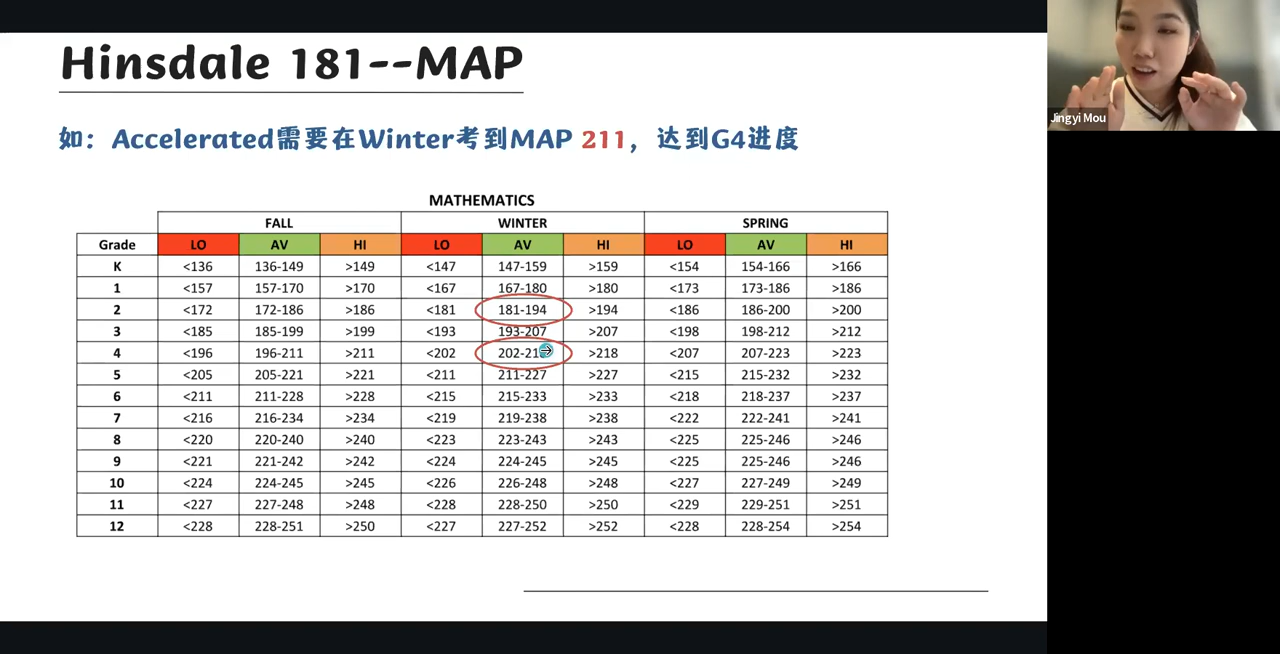 Hinsdale 181--MAP
如：Accelerated需要在Winter考到MAP 211，达到G4进度
MATHEMATICS
FALL WINTER SPRING
Grade LO AV HI LO AV HI LO AV HI
K <136 136-149 >149 <147 147-159 >159 <154 154-166 >166
1 <157 157-170 >170 <167 167-180 >180 <173 173-186 >186
2 <172 172-186 >186 <181 181-194 >194 <186 186-200 >200
3 <185 185-199 >199 <193 193-207 >207 <198 198-212 >212
4 <196 196-211 >211 <202 >218 <207 207-223 >223
5 <205 205-221 >221 <211 211-227 >227 <215 215-232 >232
6 <211 211-228 >228 <215 215-233 >233 <218 218-237 >237
7 <216 216-234 >234 <219 219-238 >238 <222 222-241 >241
8 <220 220-240 >240 <223 223-243 >243 <225 225-246 >246
9 <221 221-242 >242 <224 224-245 >245 <225 225-246 >246
10 <224 224-245 >245 <226 226-248 >248 <227 227-249 >249
11 <227 227-248 >248 <228 228-250 >250 <229 229-251 >251
12 <228 228-251 >250 <227 227-252 >252 <228 228-254 >254
Jingyi Mou